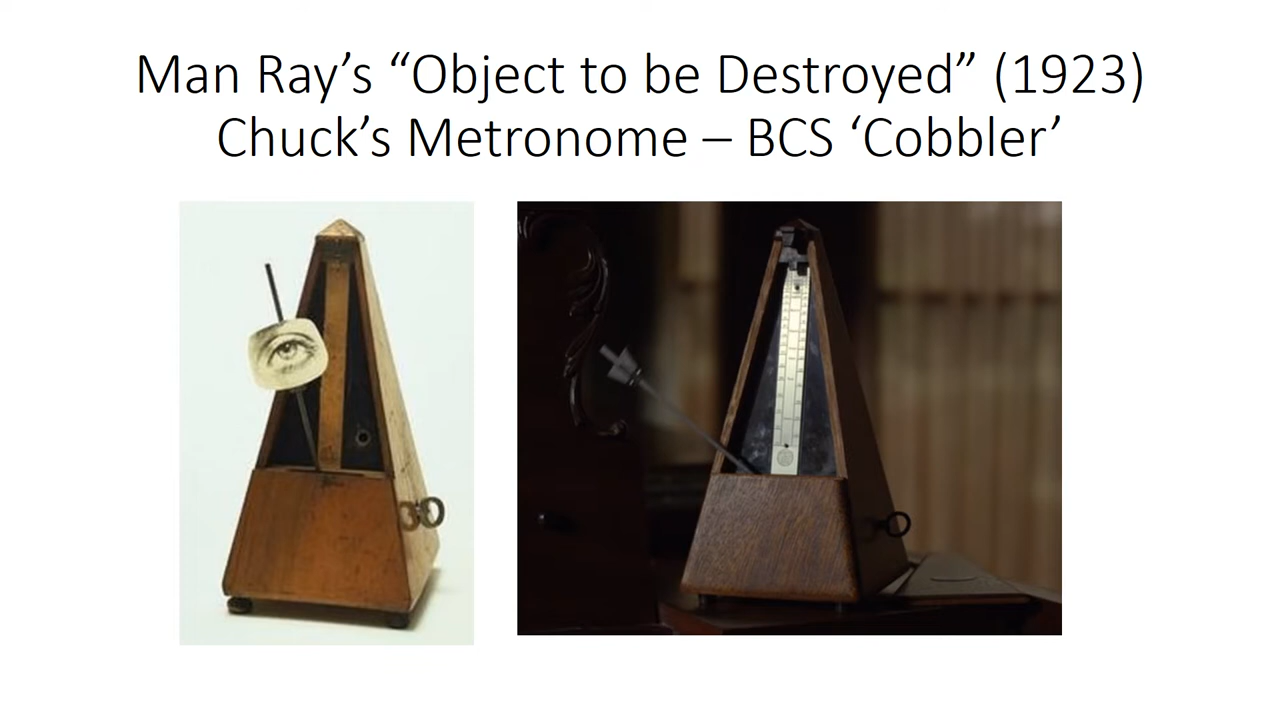 Man Ray’s “Object to be Destroyed” (1923)
Chuck’s Metronome – BCS ‘Cobbler’